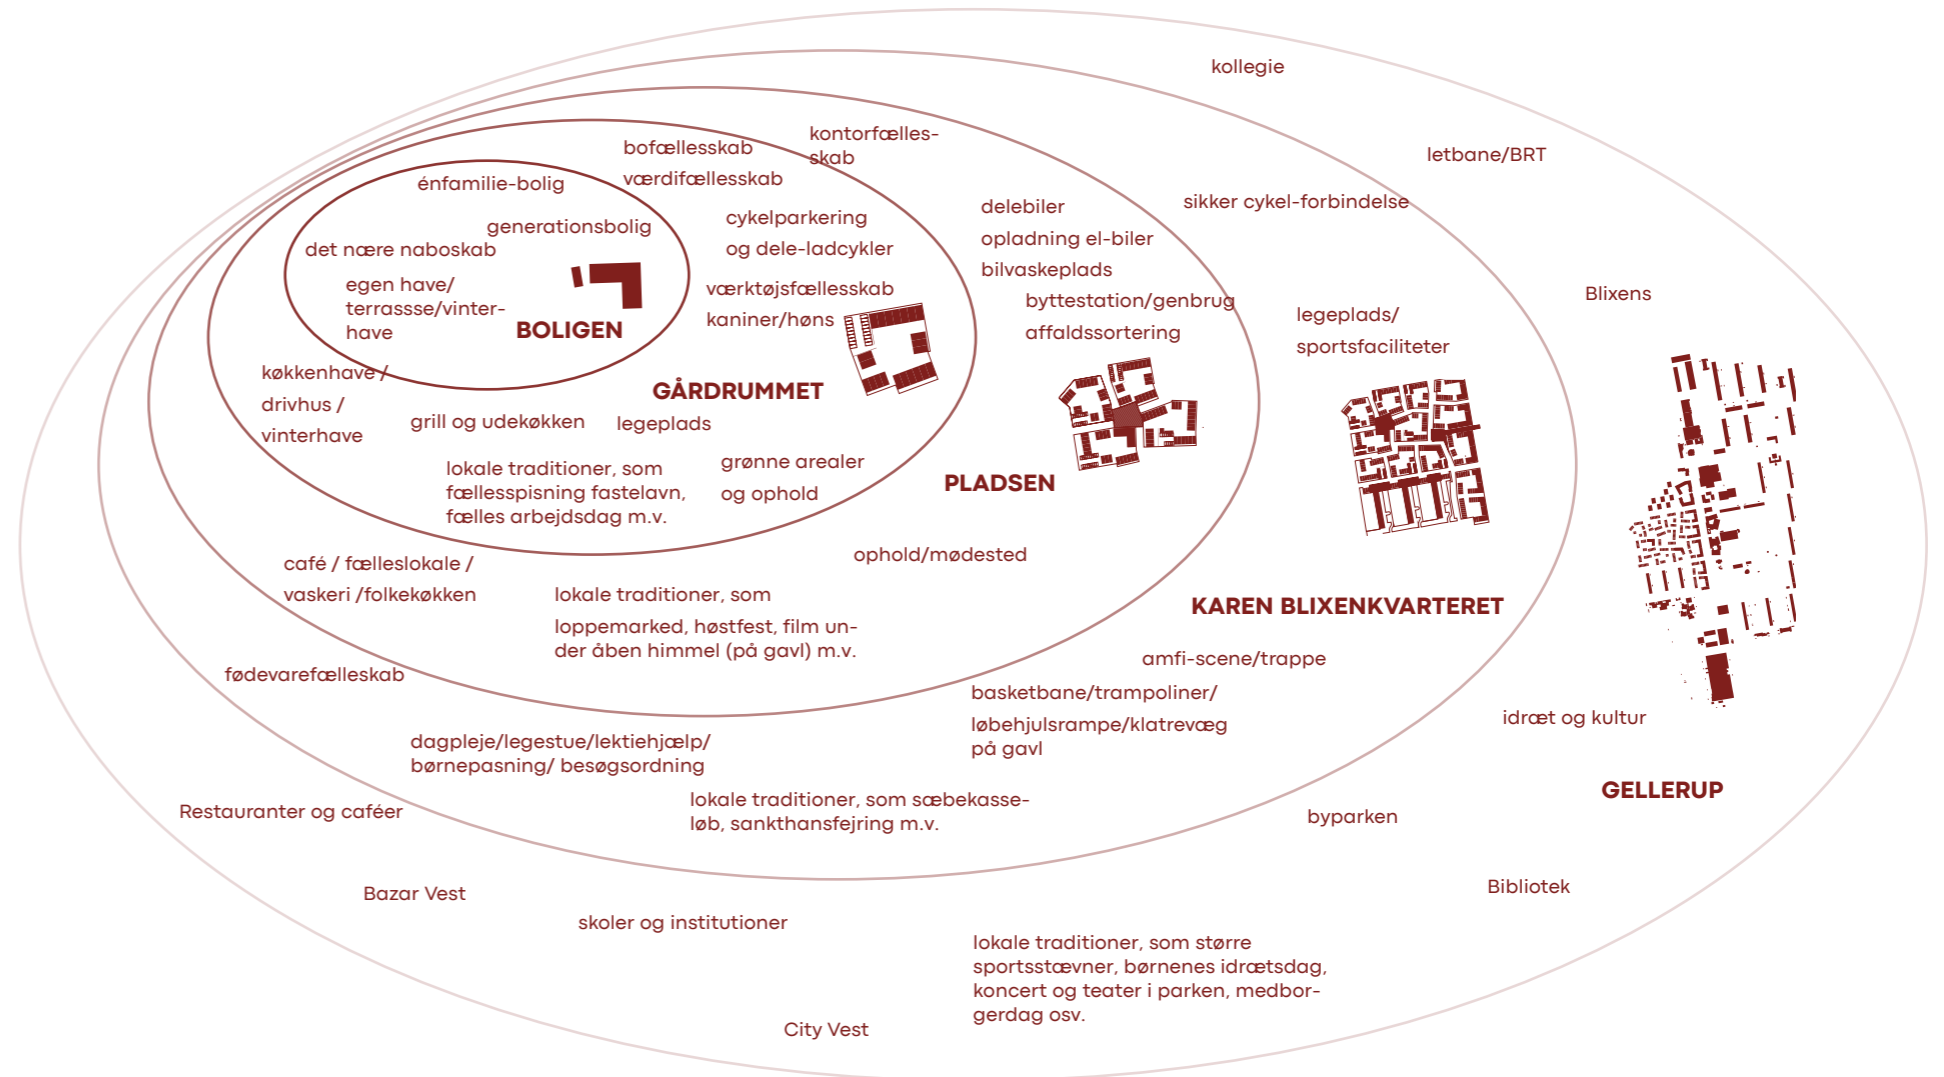 kollegie
letbane/BRT
kontorfælles-
skab
bofællesskab
værdifællesskab
énfamilie-bolig
generationsbolig
det nære naboskab
egen have/
terrassse/vinter-
have
BOLIGEN
cykelparkering
og dele-ladcykler
værktøjsfællesskab
kaniner/høns
GÅRDRUMMET
køkkenhave /
drivhus /
vinterhave
grill og udekøkken
legeplads
lokale traditioner, som
fællesspisning fastelavn,
fælles arbejdsdag m.v.
grønne arealer
og ophold
delebiler
opladning el-biler
bilvaskeplads
byttestation/genbrug
affaldssortering
PLADSEN
ophold/mødested
café / fælleslokale /
vaskeri /folkekøkken
lokale traditioner, som
loppemarked, høstfest, film un-
der åben himmel (på gavl) m.v.
sikker cykel-forbindelse
legeplads/
sportsfaciliteter
KAREN BLIXENKVARTERET
amfi-scene/trappe
basketbane/trampoliner/
løbehjulsrampe/klatrevæg
på gavl
fødevarefælleskab
dagpleje/legestue/lektiehjælp/
børnepasning/ besøgsordning
lokale traditioner, som sæbekasse-
løb, sankthansfejring m.v.
Blixens
idræt og kultur
GELLERUP
byparken
Bibliotek
Restauranter og caféer
Bazar Vest
skoler og institutioner
lokale traditioner, som større
sportsstævner, børnenes idrætsdag,
koncert og teater i parken, medbor-
gerdag osv.
City Vest